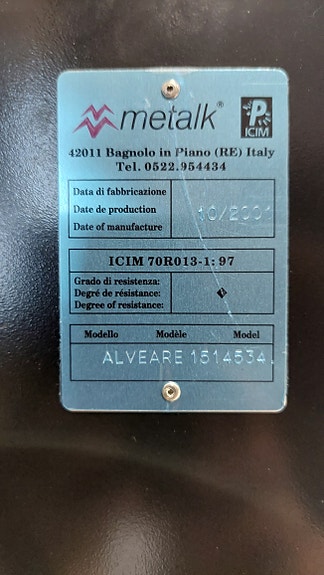 metalk®
P
ICIM
42011 Bagnolo in Piano (RE) Italy
Tel. 0522.954434
Data di fabbricazione
Date de production
Date of manufacture
10/2001
ICIM 70R013-1: 97
Grado di resistenza:
Degré de résistance:
Degree of resistance:
Modello Modèle Model
ALVEARE 1514534.